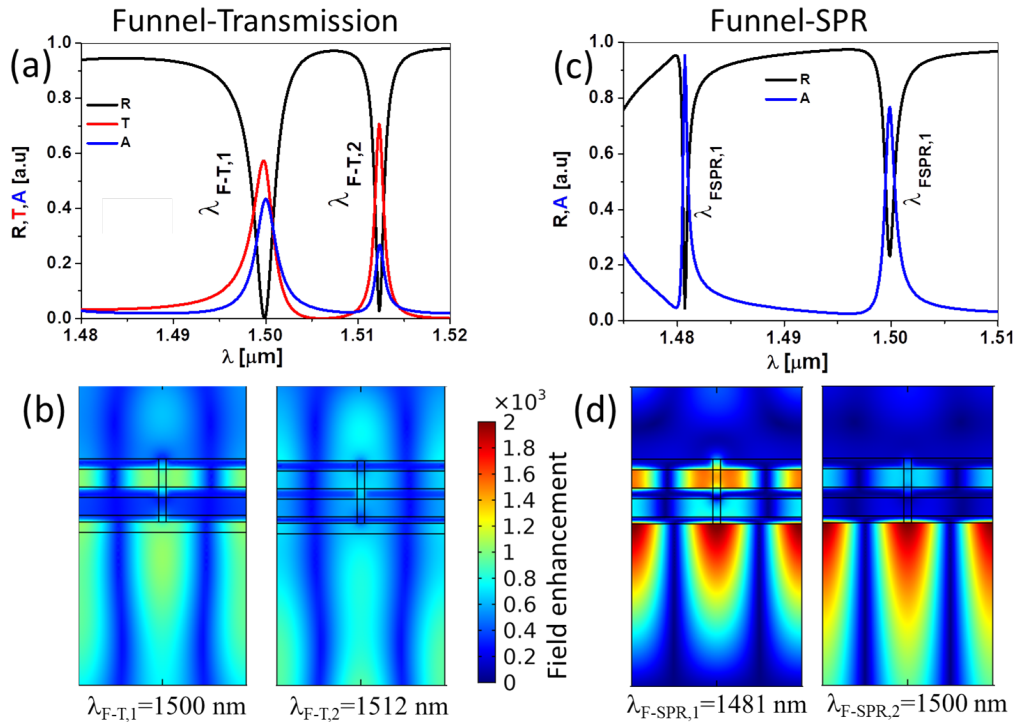 Funnel-Transmission
Funnel-SPR
(a)
1.0
0.8
0.6
0.4
0.2
0.0
R,T,A [a.u]
R
T
A
λ F-T,1
λ F-T,2
1.48
1.49
1.50
1.51
1.52
λ [μm]
(c)
1.0
0.8
0.6
0.4
0.2
0.0
R,A [a.u]
R
A
λ FSPR,1
λ FSPR,1
1.48
1.49
1.50
1.51
λ [μm]
(b)
λF-T,1=1500 nm
λF-T,2=1512 nm
×10³
2
1.8
1.6
1.4
1.2
1
0.8
0.6
0.4
0.2
0
Field enhancement
(d)
λF-SPR,1=1481 nm
λF-SPR,2=1500 nm